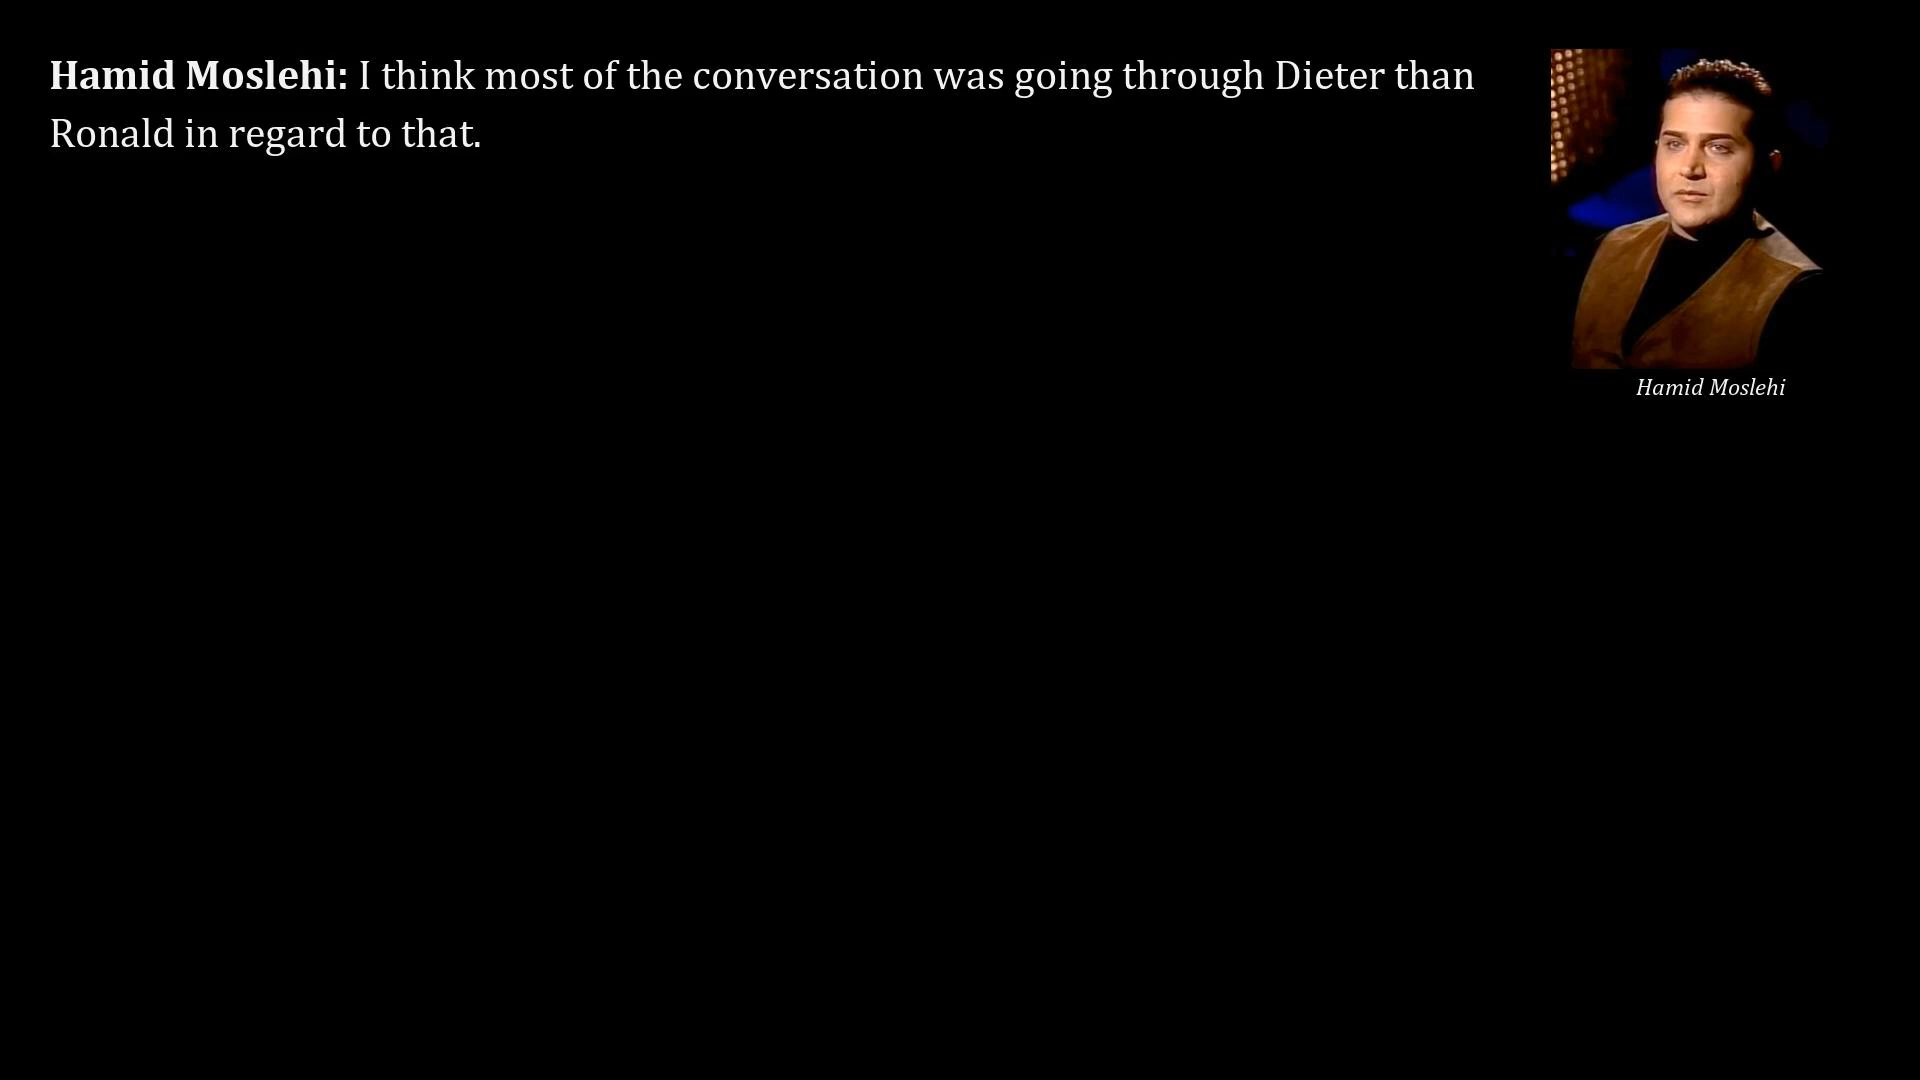 Hamid Moslehi: I think most of the conversation was going through Dieter than
Ronald in regard to that.
Hamid Moslehi